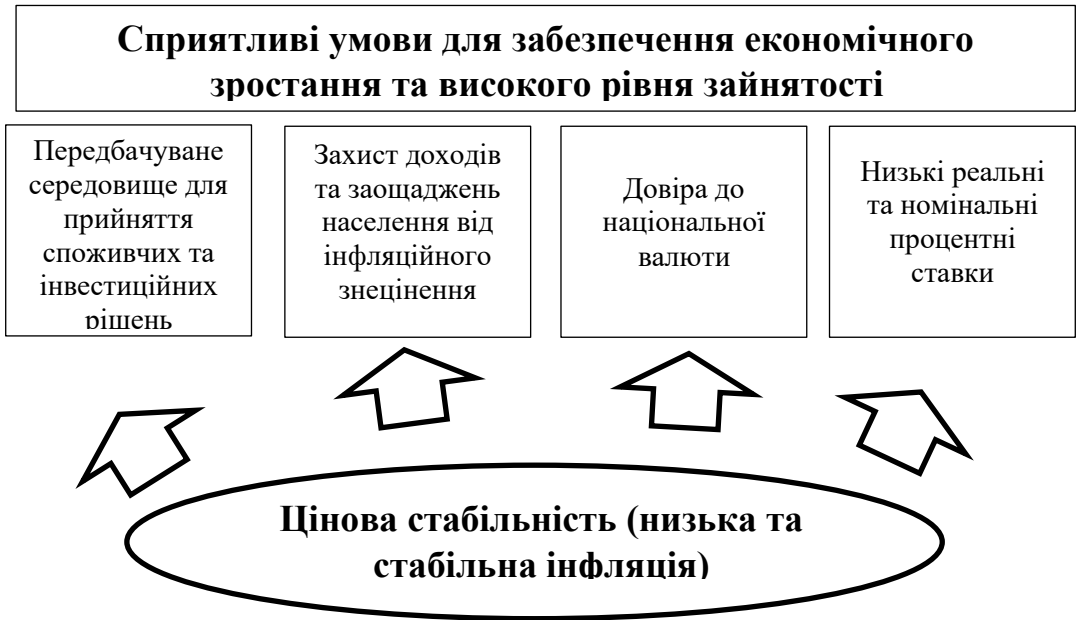 Сприятливі умови для забезпечення економічного
зростання та високого рівня зайнятості
Передбачуване
середовище для
прийняття
споживчих та
інвестиційних
рішень
Захист доходів
та заощаджень
населення від
інфляційного
знецінення
Довіра до
національної
валюти
Низькі реальні
та номінальні
процентні
ставки
Цінова стабільність (низька та
стабільна інфляція)